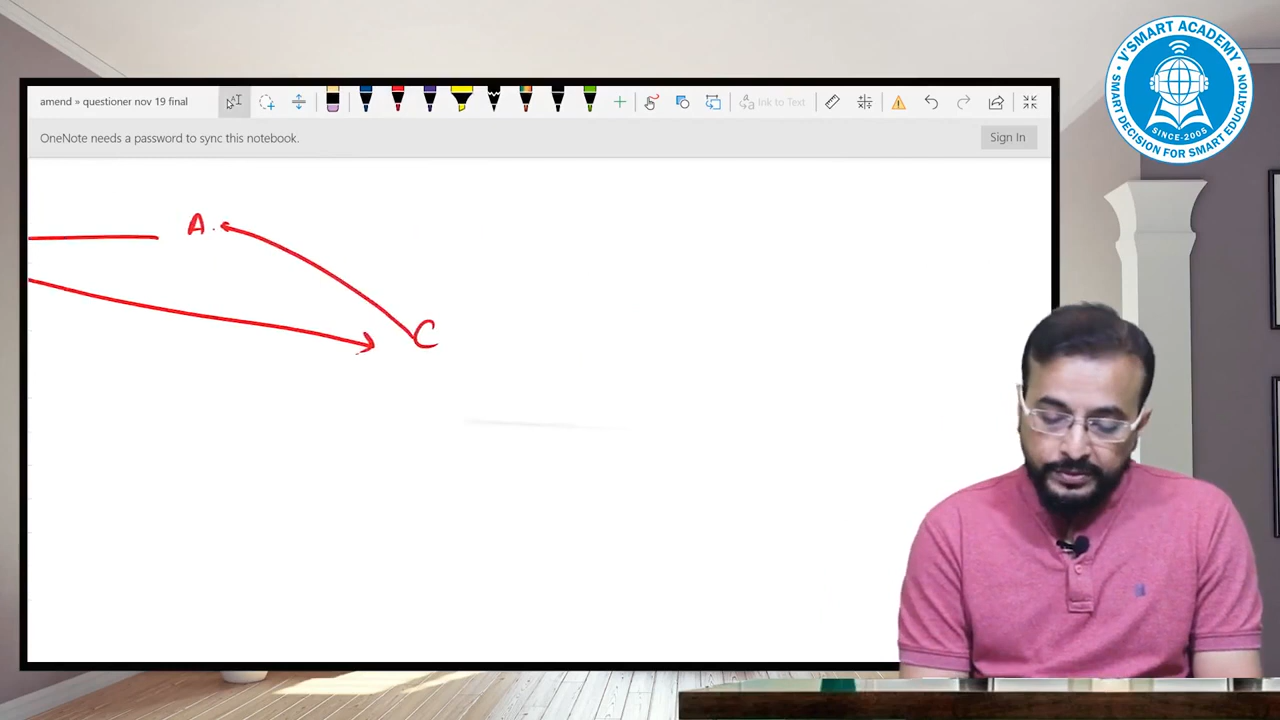 amend » questioner nov 19 final
Link to Text
OneNote needs a password to sync this notebook.
Sign In
A.
C
V'SMART ACADEMY
SINCE-2005
SMART DECISION FOR SMART EDUCATION